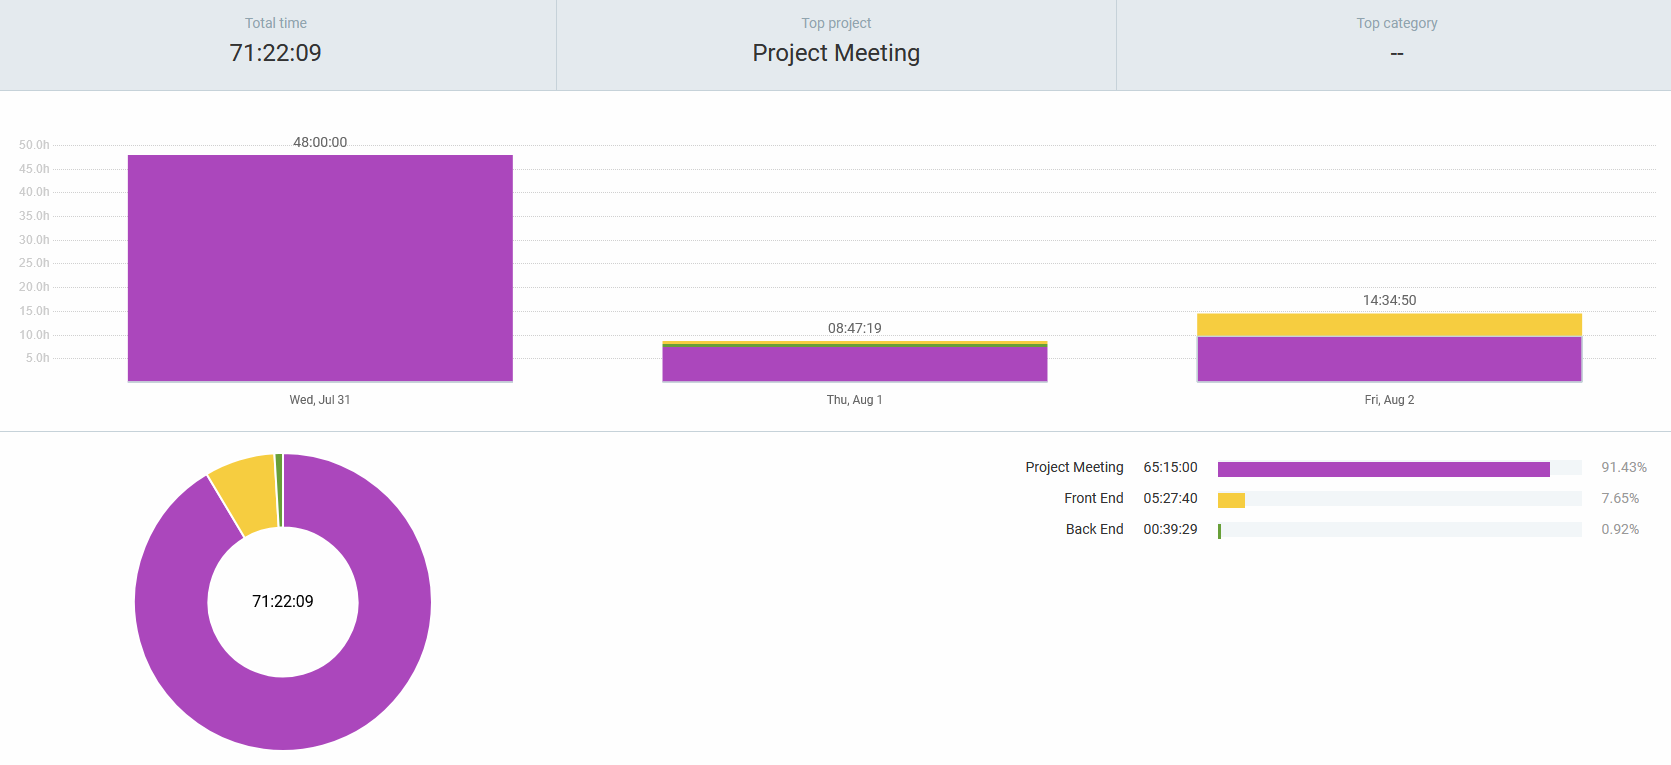 Total time
71:22:09
Top project
Project Meeting
Top category
--
50.0h
45.0h
40.0h
35.0h
30.0h
25.0h
20.0h
15.0h
10.0h
5.0h
48:00:00
08:47:19
14:34:50
Wed, Jul 31
Thu, Aug 1
Fri, Aug 2
71:22:09
Project Meeting 65:15:00 91.43%
Front End 05:27:40 7.65%
Back End 00:39:29 0.92%